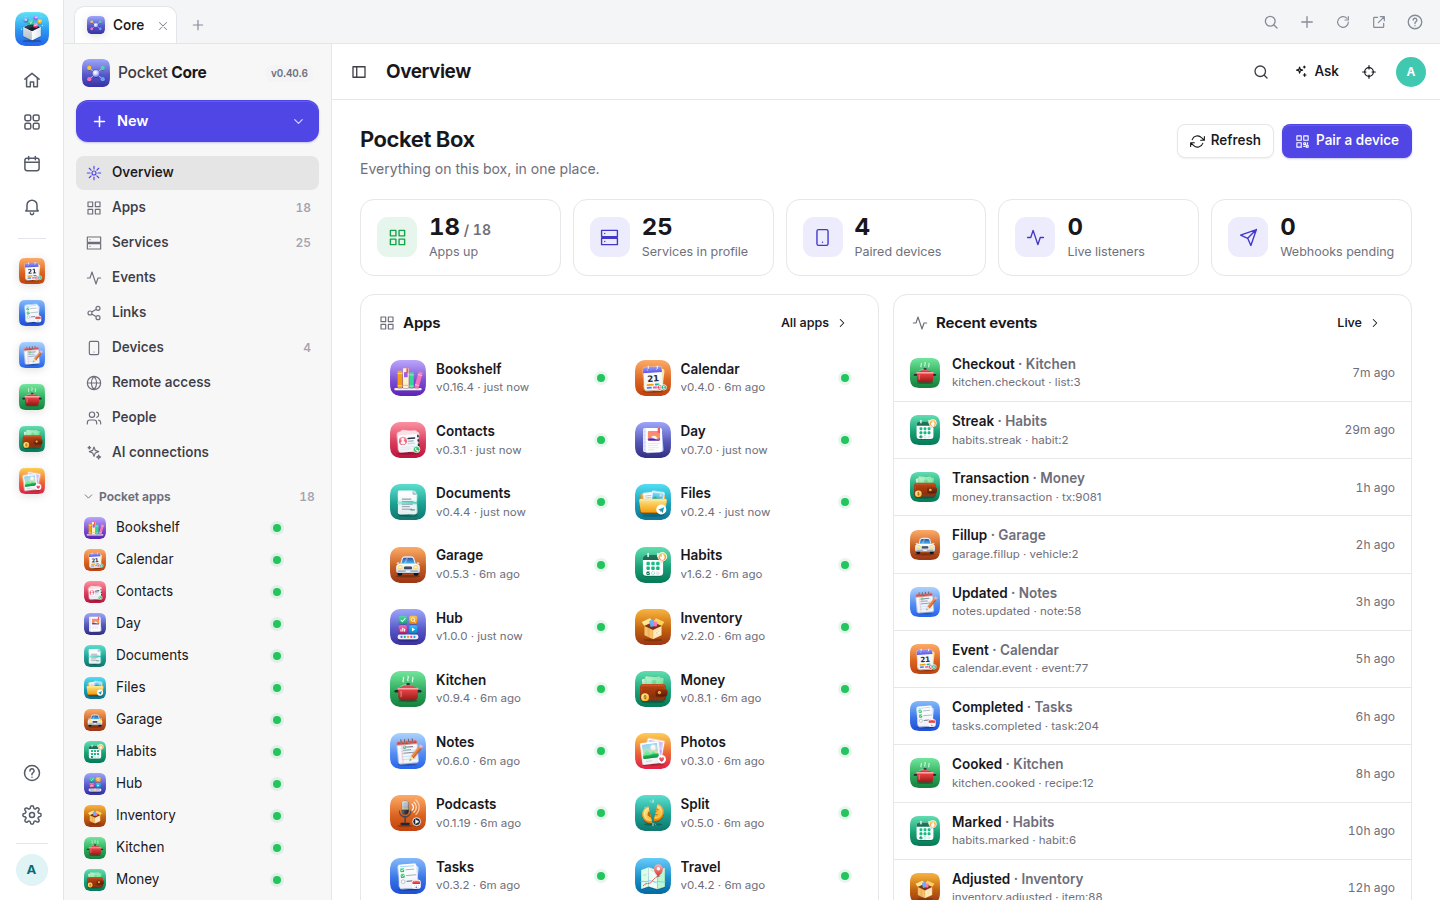 Core
Pocket Core
v0.40.6
New
Overview
Apps 18
Services 25
Events
Links
Devices 4
Remote access
People
AI connections
Pocket apps 18
Bookshelf
Calendar
Contacts
Day
Documents
Files
Garage
Habits
Hub
Inventory
Kitchen
Money
A
Overview
Ask
A
Pocket Box
Everything on this box, in one place.
Refresh
Pair a device
18 / 18
Apps up
25
Services in profile
4
Paired devices
0
Live listeners
0
Webhooks pending
Apps
All apps
Bookshelf
v0.16.4 · just now
Calendar
v0.4.0 · 6m ago
Contacts
v0.3.1 · just now
Day
v0.7.0 · just now
Documents
v0.4.4 · just now
Files
v0.2.4 · just now
Garage
v0.5.3 · 6m ago
Habits
v1.6.2 · 6m ago
Hub
v1.0.0 · just now
Inventory
v2.2.0 · 6m ago
Kitchen
v0.9.4 · 6m ago
Money
v0.8.1 · 6m ago
Notes
v0.6.0 · 6m ago
Photos
v0.3.0 · 6m ago
Podcasts
v0.1.19 · 6m ago
Split
v0.5.0 · 6m ago
Tasks
v0.3.2 · 6m ago
Travel
v0.4.2 · 6m ago
Recent events
Live
Checkout · Kitchen
kitchen.checkout · list:3
7m ago
Streak · Habits
habits.streak · habit:2
29m ago
Transaction · Money
money.transaction · tx:9081
1h ago
Fillup · Garage
garage.fillup · vehicle:2
2h ago
Updated · Notes
notes.updated · note:58
3h ago
Event · Calendar
calendar.event · event:77
5h ago
Completed · Tasks
tasks.completed · task:204
6h ago
Cooked · Kitchen
kitchen.cooked · recipe:12
8h ago
Marked · Habits
habits.marked · habit:6
10h ago
Adjusted · Inventory
inventory.adjusted · item:88
12h ago